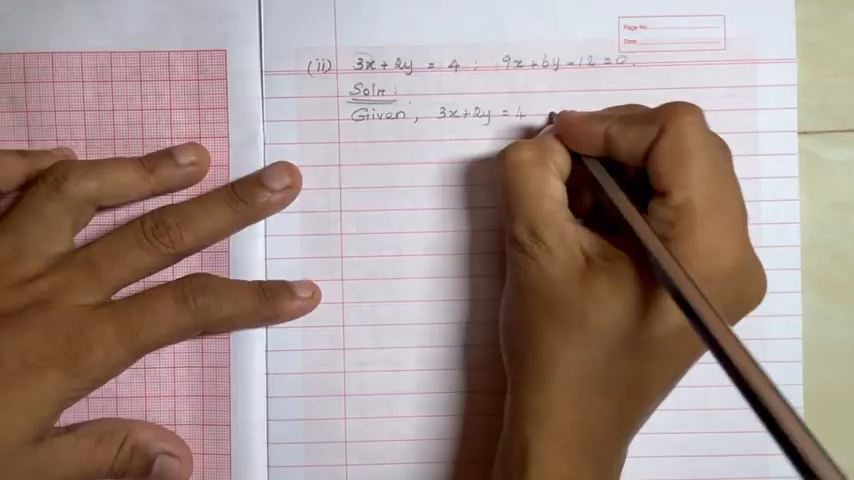 Page No.
Date
(ii) 3x + 2y = 4 ; 9x + 6y - 12 = 0.
Soln :
Given, 3x + 2y = 4